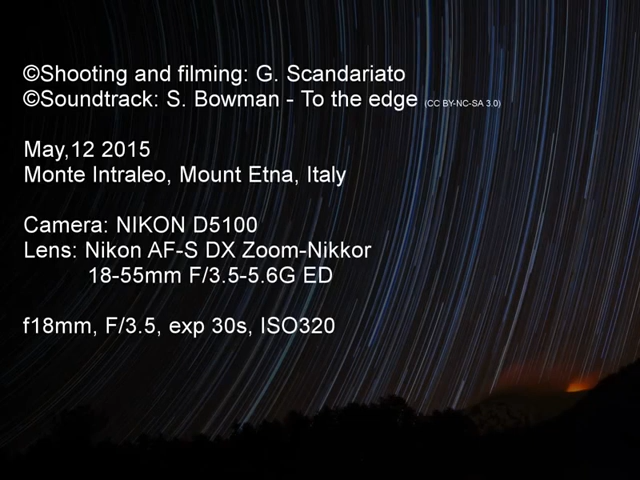 ©Shooting and filming: G. Scandariato
©Soundtrack: S. Bowman - To the edge (CC BY-NC-SA 3.0)
May,12 2015
Monte Intraleo, Mount Etna, Italy
Camera: NIKON D5100
Lens: Nikon AF-S DX Zoom-Nikkor
18-55mm F/3.5-5.6G ED
f18mm, F/3.5, exp 30s, ISO320